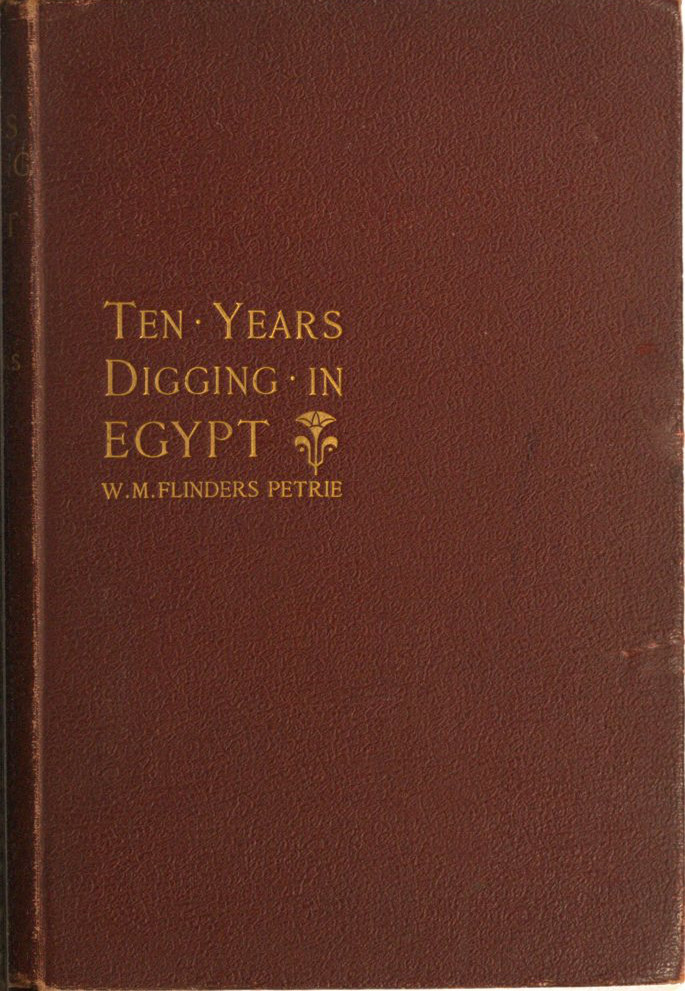 TEN · YEARS
DIGGING · IN
EGYPT
W.M.FLINDERS PETRIE